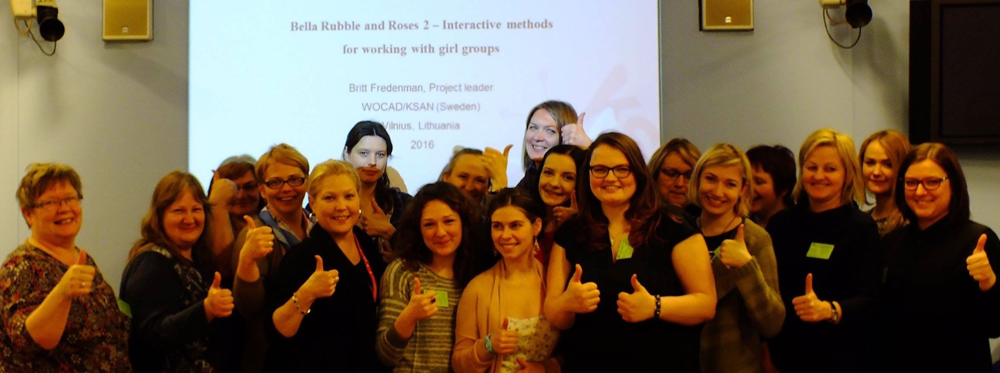 Bella Rubble and Roses 2 – Interactive methods
for working with girl groups
Britt Fredenman, Project leader
WOCAD/KSAN (Sweden)
Vilnius, Lithuania
2016